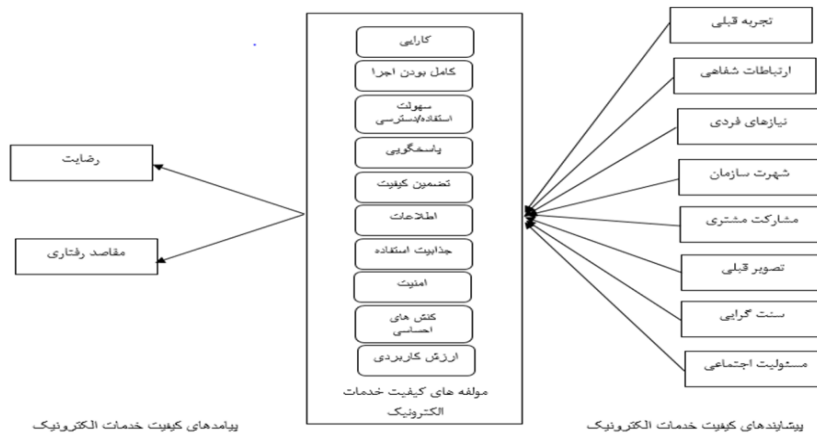 تجربه قبلی
ارتباطات شفاهی
نیازهای فردی
شهرت سازمان
مشارکت مشتری
تصویر قبلی
سنت گرایی
مسئولیت اجتماعی
پیشایندهای کیفیت خدمات الکترونیک
کارایی
کامل بودن اجرا
سهولت
استفاده/دسترسی
پاسخگویی
تضمین کیفیت
اطلاعات
جذابیت استفاده
امنیت
کنش های
احساسی
ارزش کاربردی
مولفه های کیفیت خدمات
الکترونیک
رضایت
مقاصد رفتاری
پیامدهای کیفیت خدمات الکترونیک